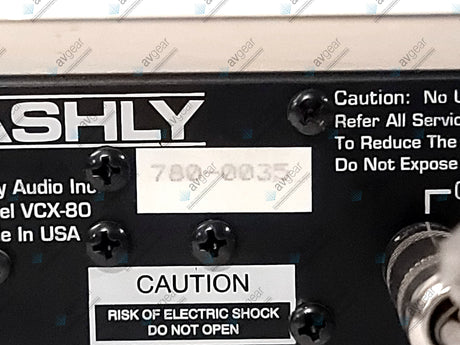 ASHLY
780-0035
y Audio Inc
el VCX-80
e In USA
Caution: No U
Refer All Servic
To Reduce The
Do Not Expose
CAUTION
RISK OF ELECTRIC SHOCK
DO NOT OPEN
avgear